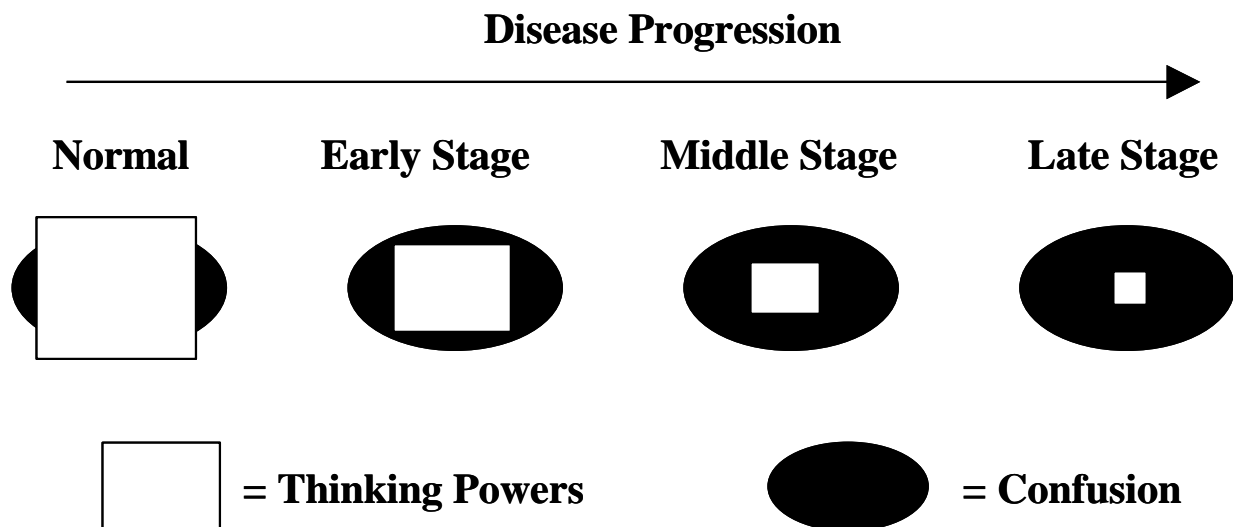 Disease Progression
Normal Early Stage Middle Stage Late Stage
= Thinking Powers = Confusion